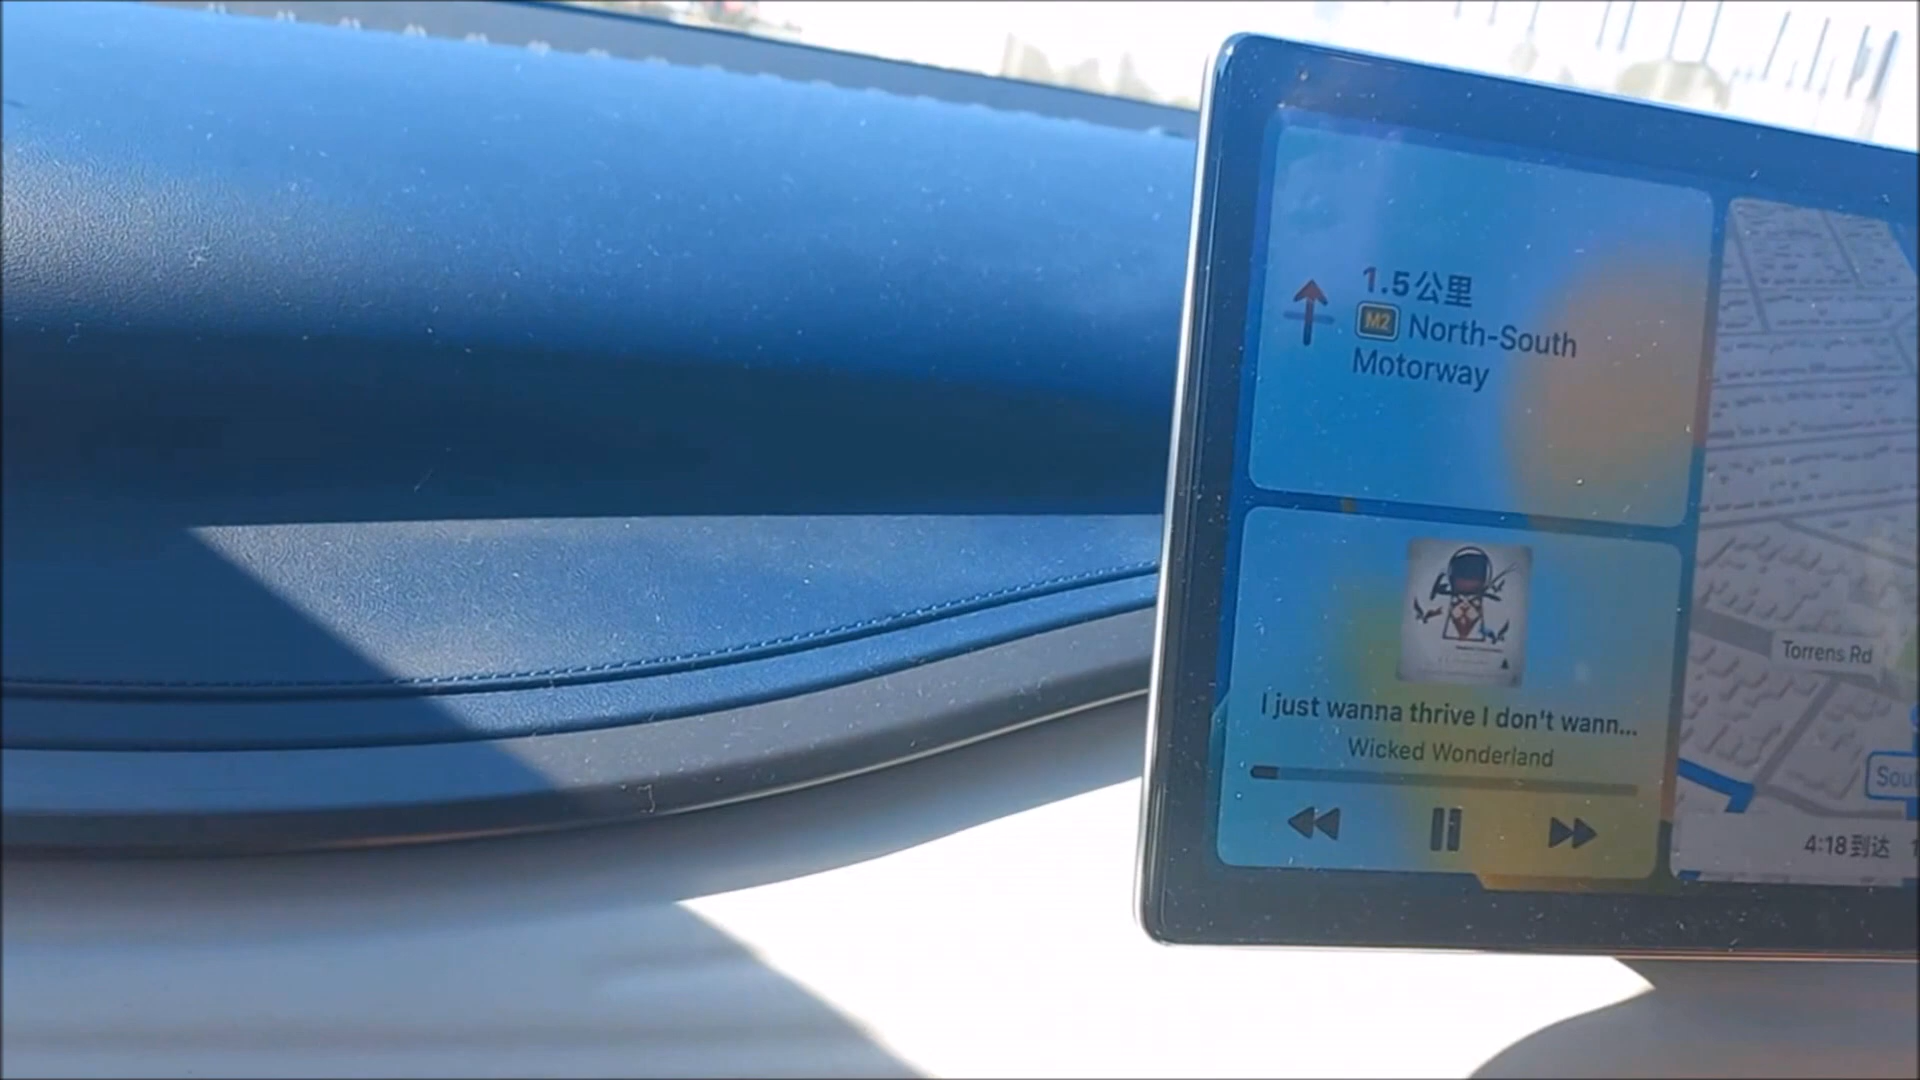 1.5公里
M2 North-South
Motorway
I just wanna thrive I don't wann...
Wicked Wonderland
Torrens Rd
4:18到达